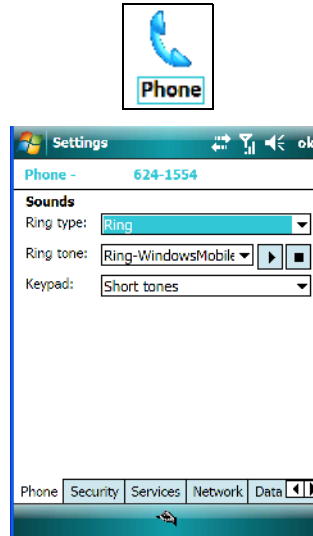 Phone
Settings ok
Phone - 624-1554
Sounds
Ring type: Ring
Ring tone: Ring-WindowsMobile
Keypad: Short tones
Phone Security Services Network Data